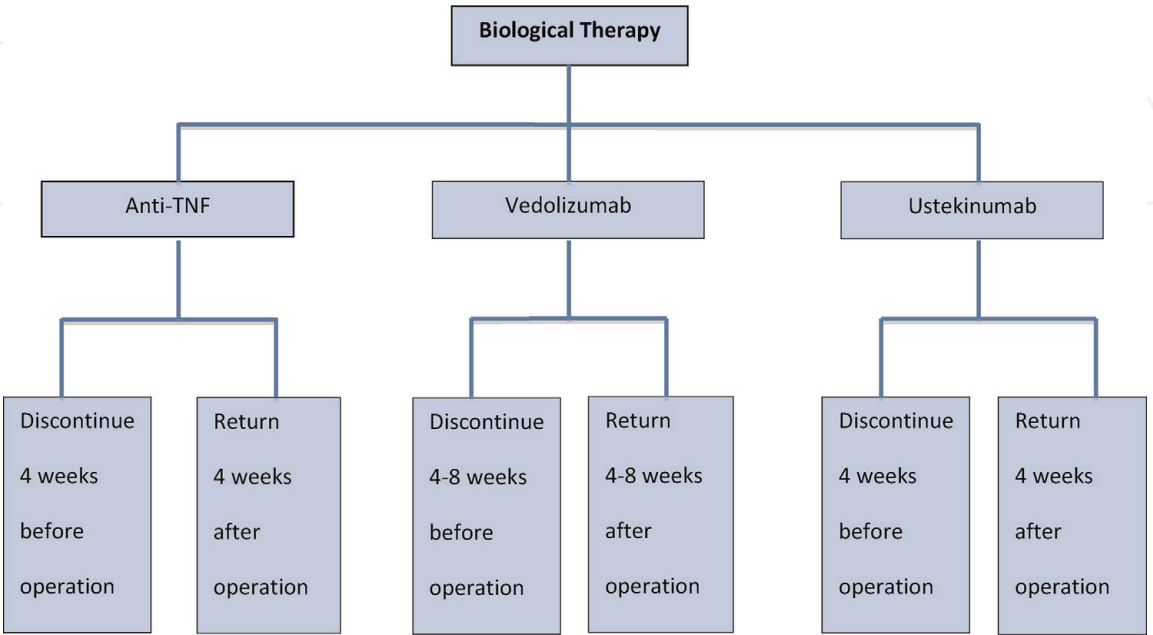 Biological Therapy
Anti-TNF
Vedolizumab
Ustekinumab
Discontinue
4 weeks
before
operation
Return
4 weeks
after
operation
Discontinue
4-8 weeks
before
operation
Return
4-8 weeks
after
operation
Discontinue
4 weeks
before
operation
Return
4 weeks
after
operation